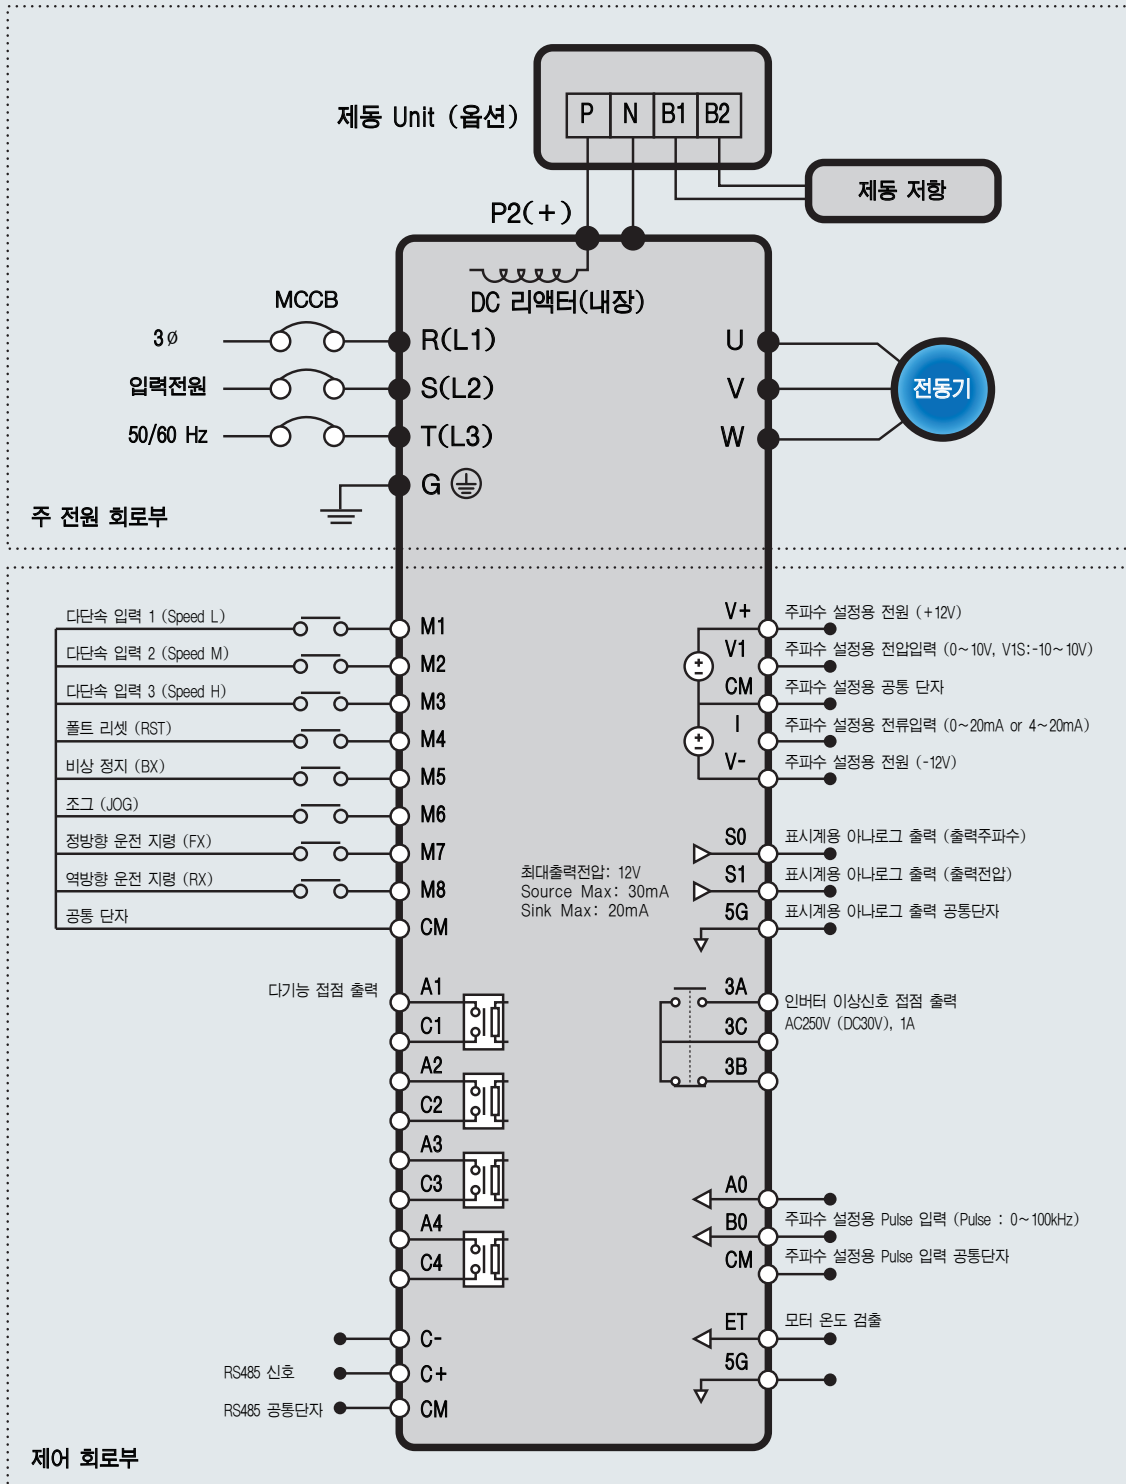 제동 Unit (옵션)
P N B1 B2
제동 저항
P2(+)
DC 리액터(내장)
MCCB
3ø
입력전원
50/60 Hz
R(L1)
S(L2)
T(L3)
G
U
V
W
전동기
주 전원 회로부
다단속 입력 1 (Speed L)
M1
다단속 입력 2 (Speed M)
M2
다단속 입력 3 (Speed H)
M3
폴트 리셋 (RST)
M4
비상 정지 (BX)
M5
조그 (JOG)
M6
정방향 운전 지령 (FX)
M7
역방향 운전 지령 (RX)
M8
공통 단자
CM
V+
주파수 설정용 전원 (+12V)
V1
주파수 설정용 전압입력 (0~10V, V1S:-10~10V)
CM
주파수 설정용 공통 단자
I
주파수 설정용 전류입력 (0~20mA or 4~20mA)
V-
주파수 설정용 전원 (-12V)
최대출력전압: 12V
Source Max: 30mA
Sink Max: 20mA
S0
표시계용 아나로그 출력 (출력주파수)
S1
표시계용 아나로그 출력 (출력전압)
5G
표시계용 아나로그 출력 공통단자
다기능 접점 출력
A1
C1
A2
C2
A3
C3
A4
C4
3A
3C
3B
인버터 이상신호 접점 출력
AC250V (DC30V), 1A
A0
B0
주파수 설정용 Pulse 입력 (Pulse : 0~100kHz)
CM
주파수 설정용 Pulse 입력 공통단자
ET
모터 온도 검출
5G
C-
RS485 신호
C+
RS485 공통단자
CM
제어 회로부